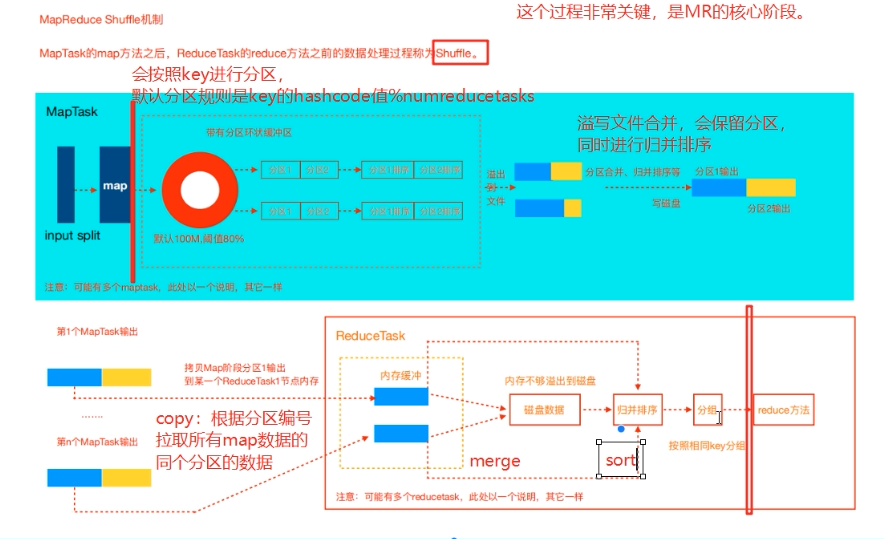 这个过程非常关键，是MR的核心阶段。
MapReduce Shuffle机制
MapTask的map方法之后，ReduceTask的reduce方法之前的数据处理过程称为Shuffle。
会按照key进行分区，
默认分区规则是key的hashcode值%numreducetasks
MapTask
带有分区环状缓冲区
溢写文件合并，会保留分区，
同时进行归并排序
map
分区1 分区2
分区1排序 分区2排序
溢出
到
文件
分区合并、归并排序等
分区1输出
写磁盘
分区2输出
分区1 分区2
分区1排序 分区2排序
input split
默认100M,阈值80%
注意：可能有多个maptask，此处以一个说明，其它一样
第1个MapTask输出
ReduceTask
拷贝Map阶段分区1输出
到某一个ReduceTask1节点内存
内存缓冲
内存不够溢出到磁盘
磁盘数据
归并排序
分组
reduce方法
.......
copy：根据分区编号
拉取所有map数据的
同个分区的数据
第n个MapTask输出
按照相同key分组
merge
sort
注意：可能有多个reducetask，此处以一个说明，其它一样